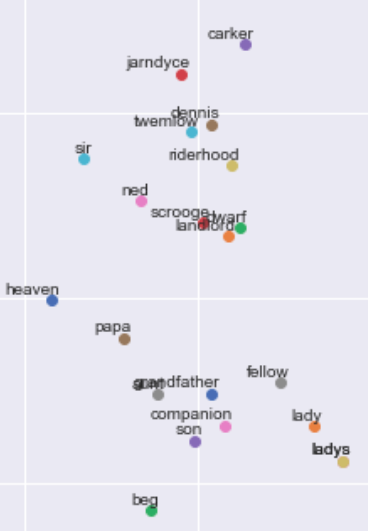 carker
jarndyce
dennis
twemlow
sir
riderhood
ned
scrooge
dwarf
landlord
heaven
papa
grandfather
fellow
companion
lady
son
ladys
beg